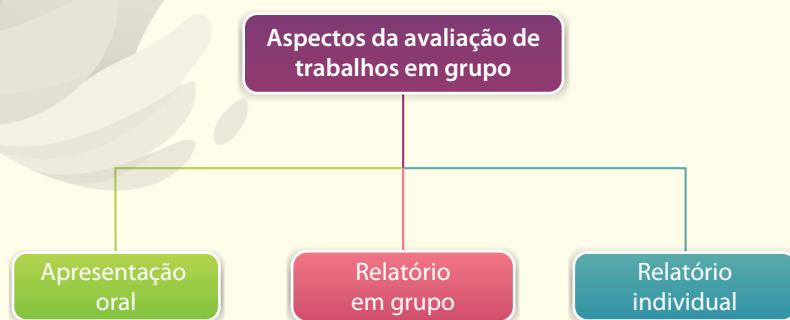 Aspectos da avaliação de
trabalhos em grupo
Apresentação
oral
Relatório
em grupo
Relatório
individual